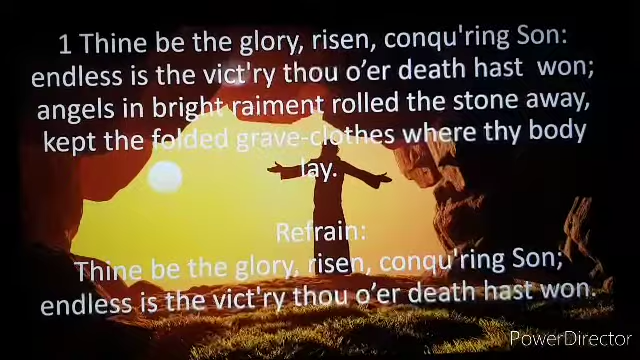 1 Thine be the glory, risen, conqu'ring Son:
endless is the vict'ry thou o'er death hast won;
angels in bright raiment rolled the stone away,
kept the folded grave-clothes where thy body
lay.
Refrain:
Thine be the glory, risen, conqu'ring Son;
endless is the vict'ry thou o'er death hast won.
PowerDirector